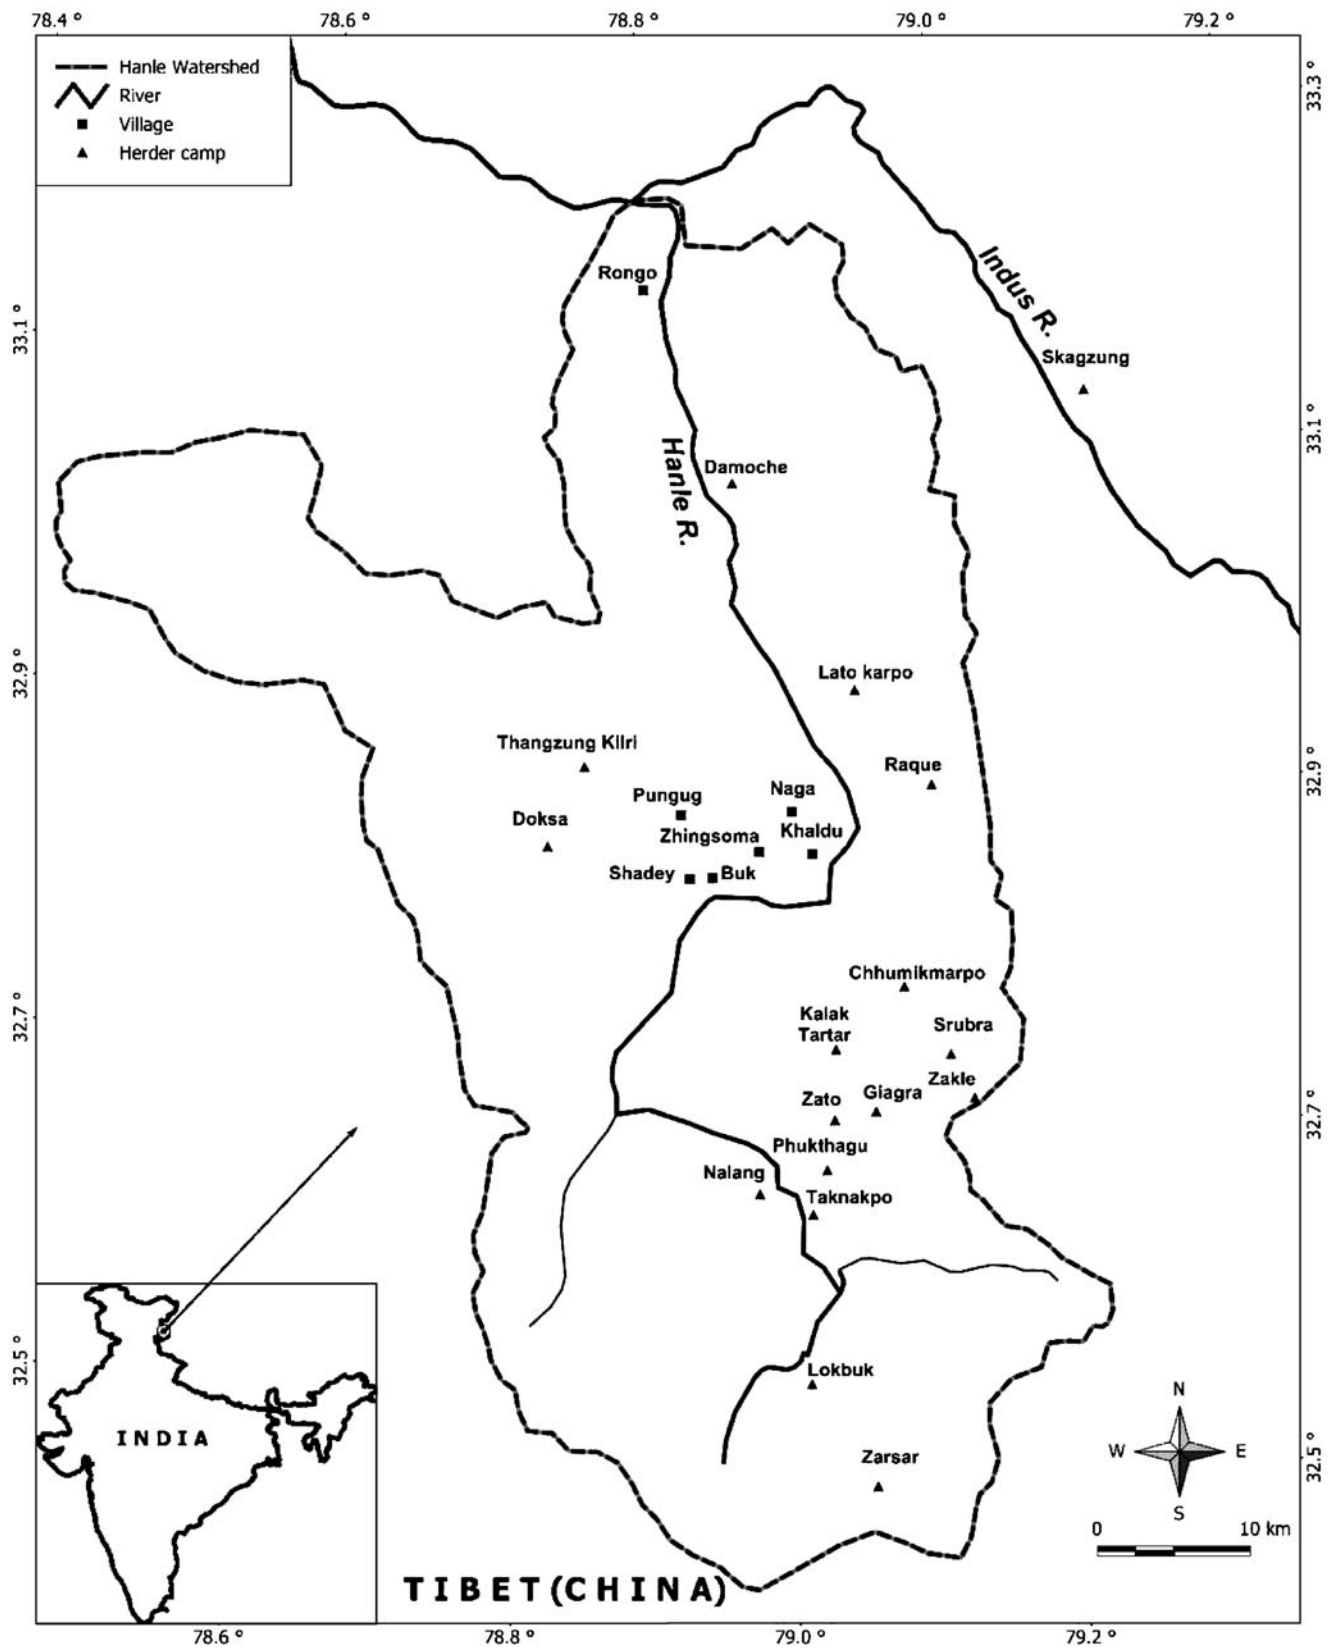 78.4 °
78.6 °
78.8 °
79.0 °
79.2 °
Hanle Watershed
River
Village
Herder camp
33.3 °
Rongo
Indus R.
33.1 °
Skagzung
33.1 °
Hanle R.
Damoche
32.9 °
Lato karpo
Thangzung Kilri
Raque
32.9 °
Pungug
Naga
Doksa
Zhingsoma
Khaldu
Shadey
Buk
Chhumikmarpo
32.7 °
Kalak
Tartar
Srubra
Zakle
Zato
Giagra
32.7 °
Phukthagu
Nalang
Taknakpo
32.5 °
Lokbuk
N
INDIA
W
E
32.5 °
Zarsar
S
0
10 km
TIBET (CHINA)
78.6 °
78.8 °
79.0 °
79.2 °